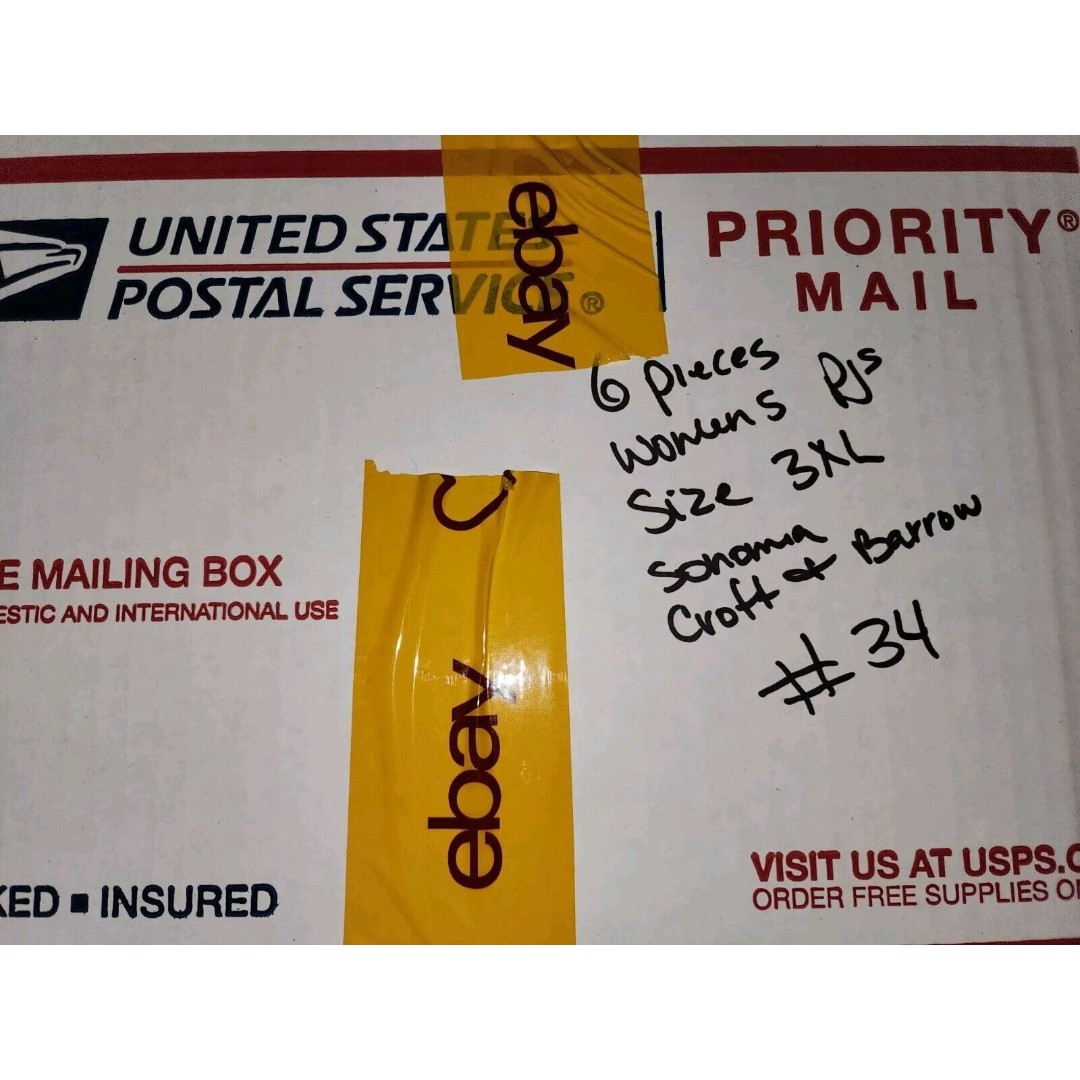 UNITED STATES
POSTAL SERVICE®
PRIORITY®
MAIL
ebay
6 pieces
womens PJs
Size 3XL
Sonoma
Croft & Barrow
#34
E MAILING BOX
ESTIC AND INTERNATIONAL USE
ebay
KED ■ INSURED
VISIT US AT USPS.C
ORDER FREE SUPPLIES O